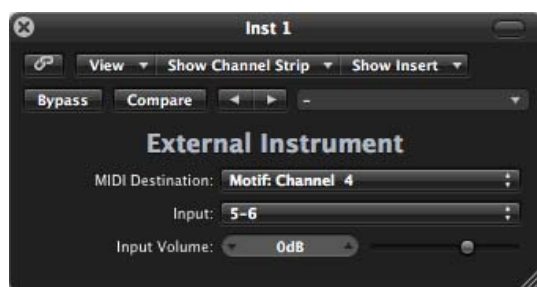 Inst 1
View Show Channel Strip Show Insert
Bypass Compare -
External Instrument
MIDI Destination: Motif: Channel 4
Input: 5-6
Input Volume: 0dB